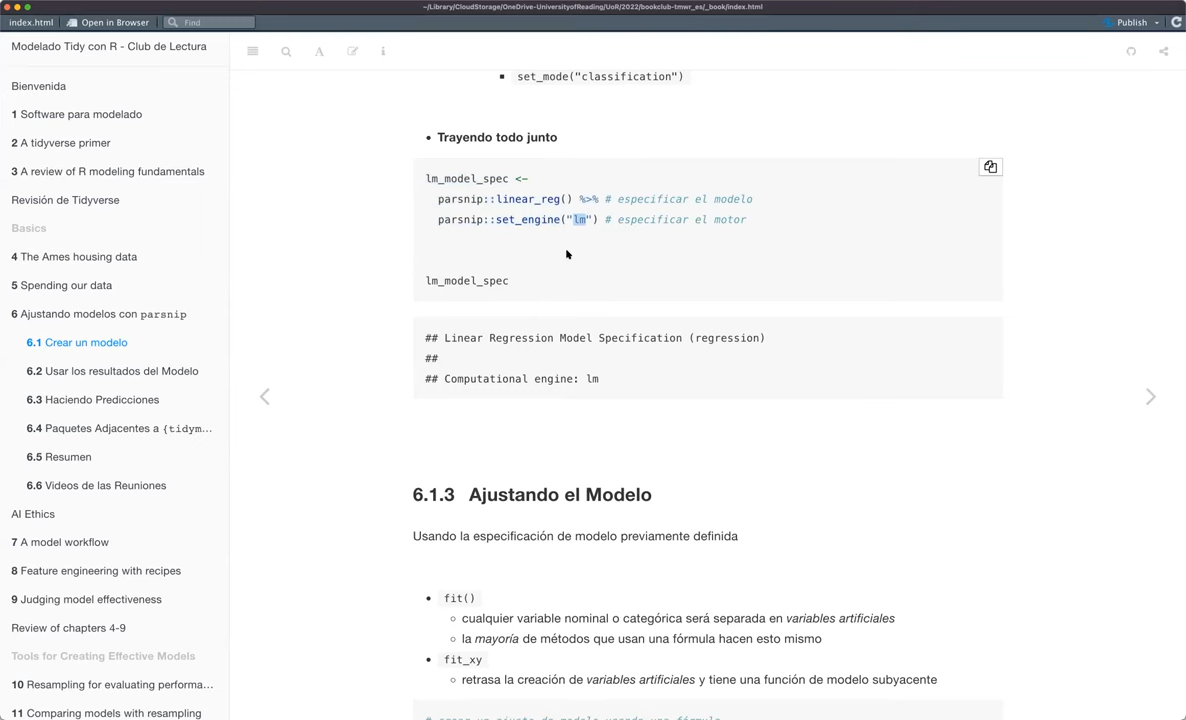 ~/Library/CloudStorage/OneDrive-UniversityofReading/UoR/2022/bookclub-tmwr_es/_book/index.html
index.html
Open in Browser
Find
Publish
Modelado Tidy con R - Club de Lectura
Bienvenida
1 Software para modelado
2 A tidyverse primer
3 A review of R modeling fundamentals
Revisión de Tidyverse
Basics
4 The Ames housing data
5 Spending our data
6 Ajustando modelos con parsnip
6.1 Crear un modelo
6.2 Usar los resultados del Modelo
6.3 Haciendo Predicciones
6.4 Paquetes Adjacentes a {tidym...
6.5 Resumen
6.6 Videos de las Reuniones
AI Ethics
7 A model workflow
8 Feature engineering with recipes
9 Judging model effectiveness
Review of chapters 4-9
Tools for Creating Effective Models
10 Resampling for evaluating performa...
11 Comparing models with resampling
set_mode("classification")
• Trayendo todo junto
lm_model_spec <-
parsnip::linear_reg() %>% # especificar el modelo
parsnip::set_engine("lm") # especificar el motor
lm_model_spec
## Linear Regression Model Specification (regression)
##
## Computational engine: lm
6.1.3 Ajustando el Modelo
Usando la especificación de modelo previamente definida
• fit()
cualquier variable nominal o categórica será separada en variables artificiales
la mayoría de métodos que usan una fórmula hacen esto mismo
• fit_xy
retrasa la creación de variables artificiales y tiene una función de modelo subyacente